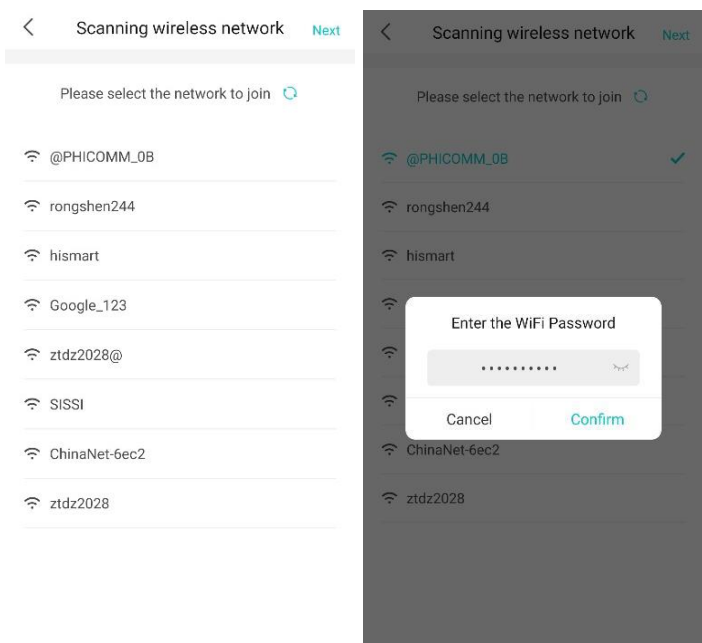 Scanning wireless network Next
Please select the network to join
@PHICOMM_0B
rongshen244
hismart
Google_123
ztdz2028@
SISSI
ChinaNet-6ec2
ztdz2028
Scanning wireless network Next
Please select the network to join
@PHICOMM_0B
rongshen244
hismart
Enter the WiFi Password
••••••••••
Cancel Confirm
ChinaNet-6ec2
ztdz2028